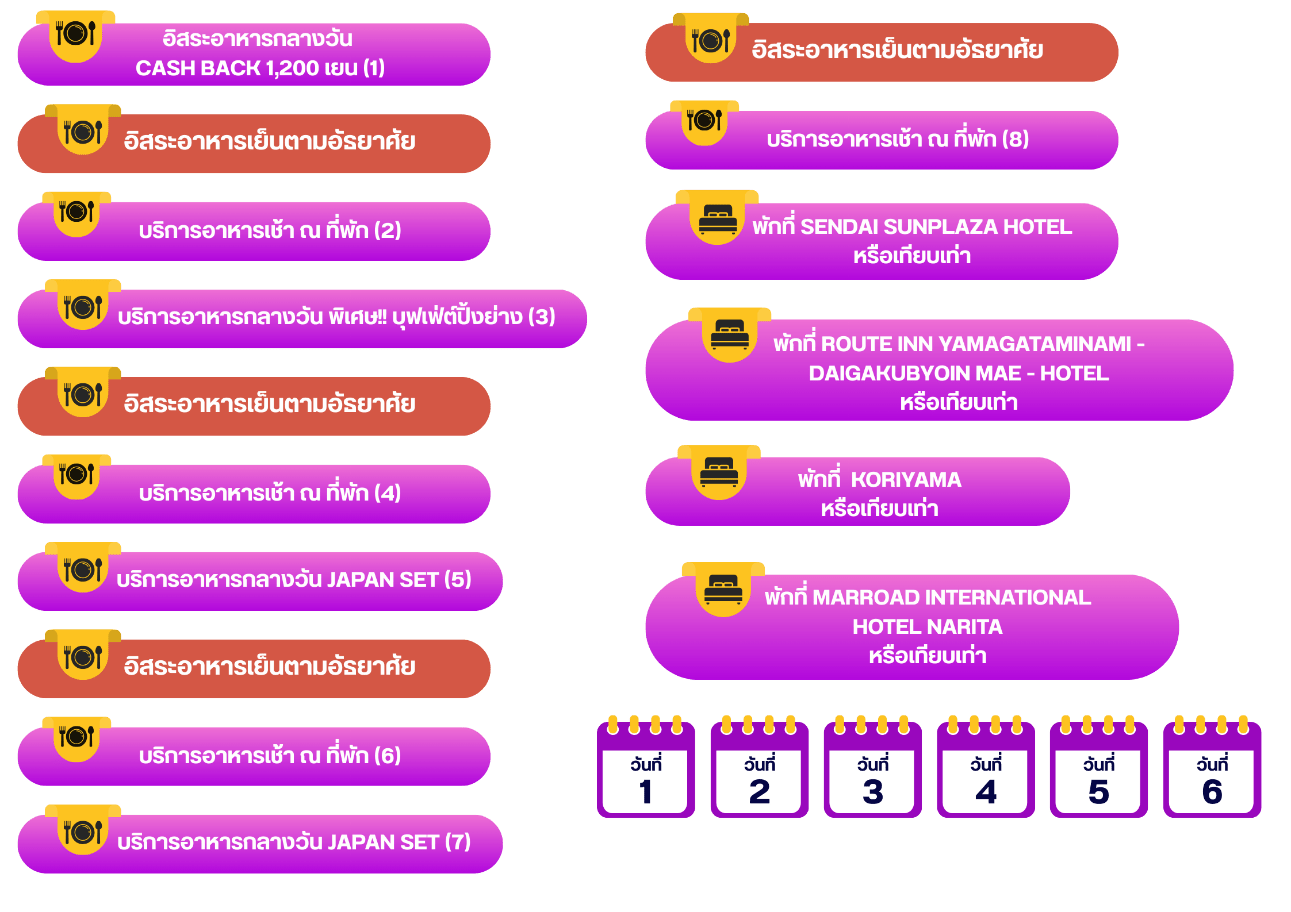 อิสระอาหารกลางวัน
CASH BACK 1,200 เยน (1)
อิสระอาหารเย็นตามอัธยาศัย
บริการอาหารเช้า ณ ที่พัก (2)
บริการอาหารกลางวัน พิเศษ!! บุฟเฟ่ต์ปิ้งย่าง (3)
อิสระอาหารเย็นตามอัธยาศัย
บริการอาหารเช้า ณ ที่พัก (4)
บริการอาหารกลางวัน JAPAN SET (5)
อิสระอาหารเย็นตามอัธยาศัย
บริการอาหารเช้า ณ ที่พัก (6)
บริการอาหารกลางวัน JAPAN SET (7)
อิสระอาหารเย็นตามอัธยาศัย
บริการอาหารเช้า ณ ที่พัก (8)
พักที่ SENDAI SUNPLAZA HOTEL
หรือเทียบเท่า
พักที่ ROUTE INN YAMAGATAMINAMI -
DAIGAKUBYOIN MAE - HOTEL
หรือเทียบเท่า
พักที่ KORIYAMA
หรือเทียบเท่า
พักที่ MARROAD INTERNATIONAL
HOTEL NARITA
หรือเทียบเท่า
วันที่
1
วันที่
2
วันที่
3
วันที่
4
วันที่
5
วันที่
6